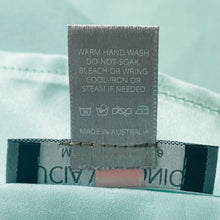 WARM HAND WASH
DO-NOT-SOAK
BLEACH OR WRING
COOL-IRON OR
STEAM IF NEEDED
MADE IN AUSTRALIA